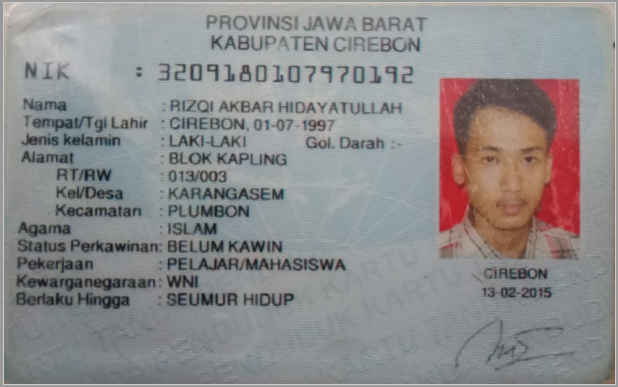 PROVINSI JAWA BARAT
KABUPATEN CIREBON
NIK : 3209180107970192
Nama : RIZQI AKBAR HIDAYATULLAH
Tempat/Tgl Lahir : CIREBON, 01-07-1997
Jenis kelamin : LAKI-LAKI Gol. Darah :-
Alamat : BLOK KAPLING
RT/RW : 013/003
Kel/Desa : KARANGASEM
Kecamatan : PLUMBON
Agama : ISLAM
Status Perkawinan: BELUM KAWIN
Pekerjaan : PELAJAR/MAHASISWA
Kewarganegaraan: WNI
Berlaku Hingga : SEUMUR HIDUP
CIREBON
13-02-2015